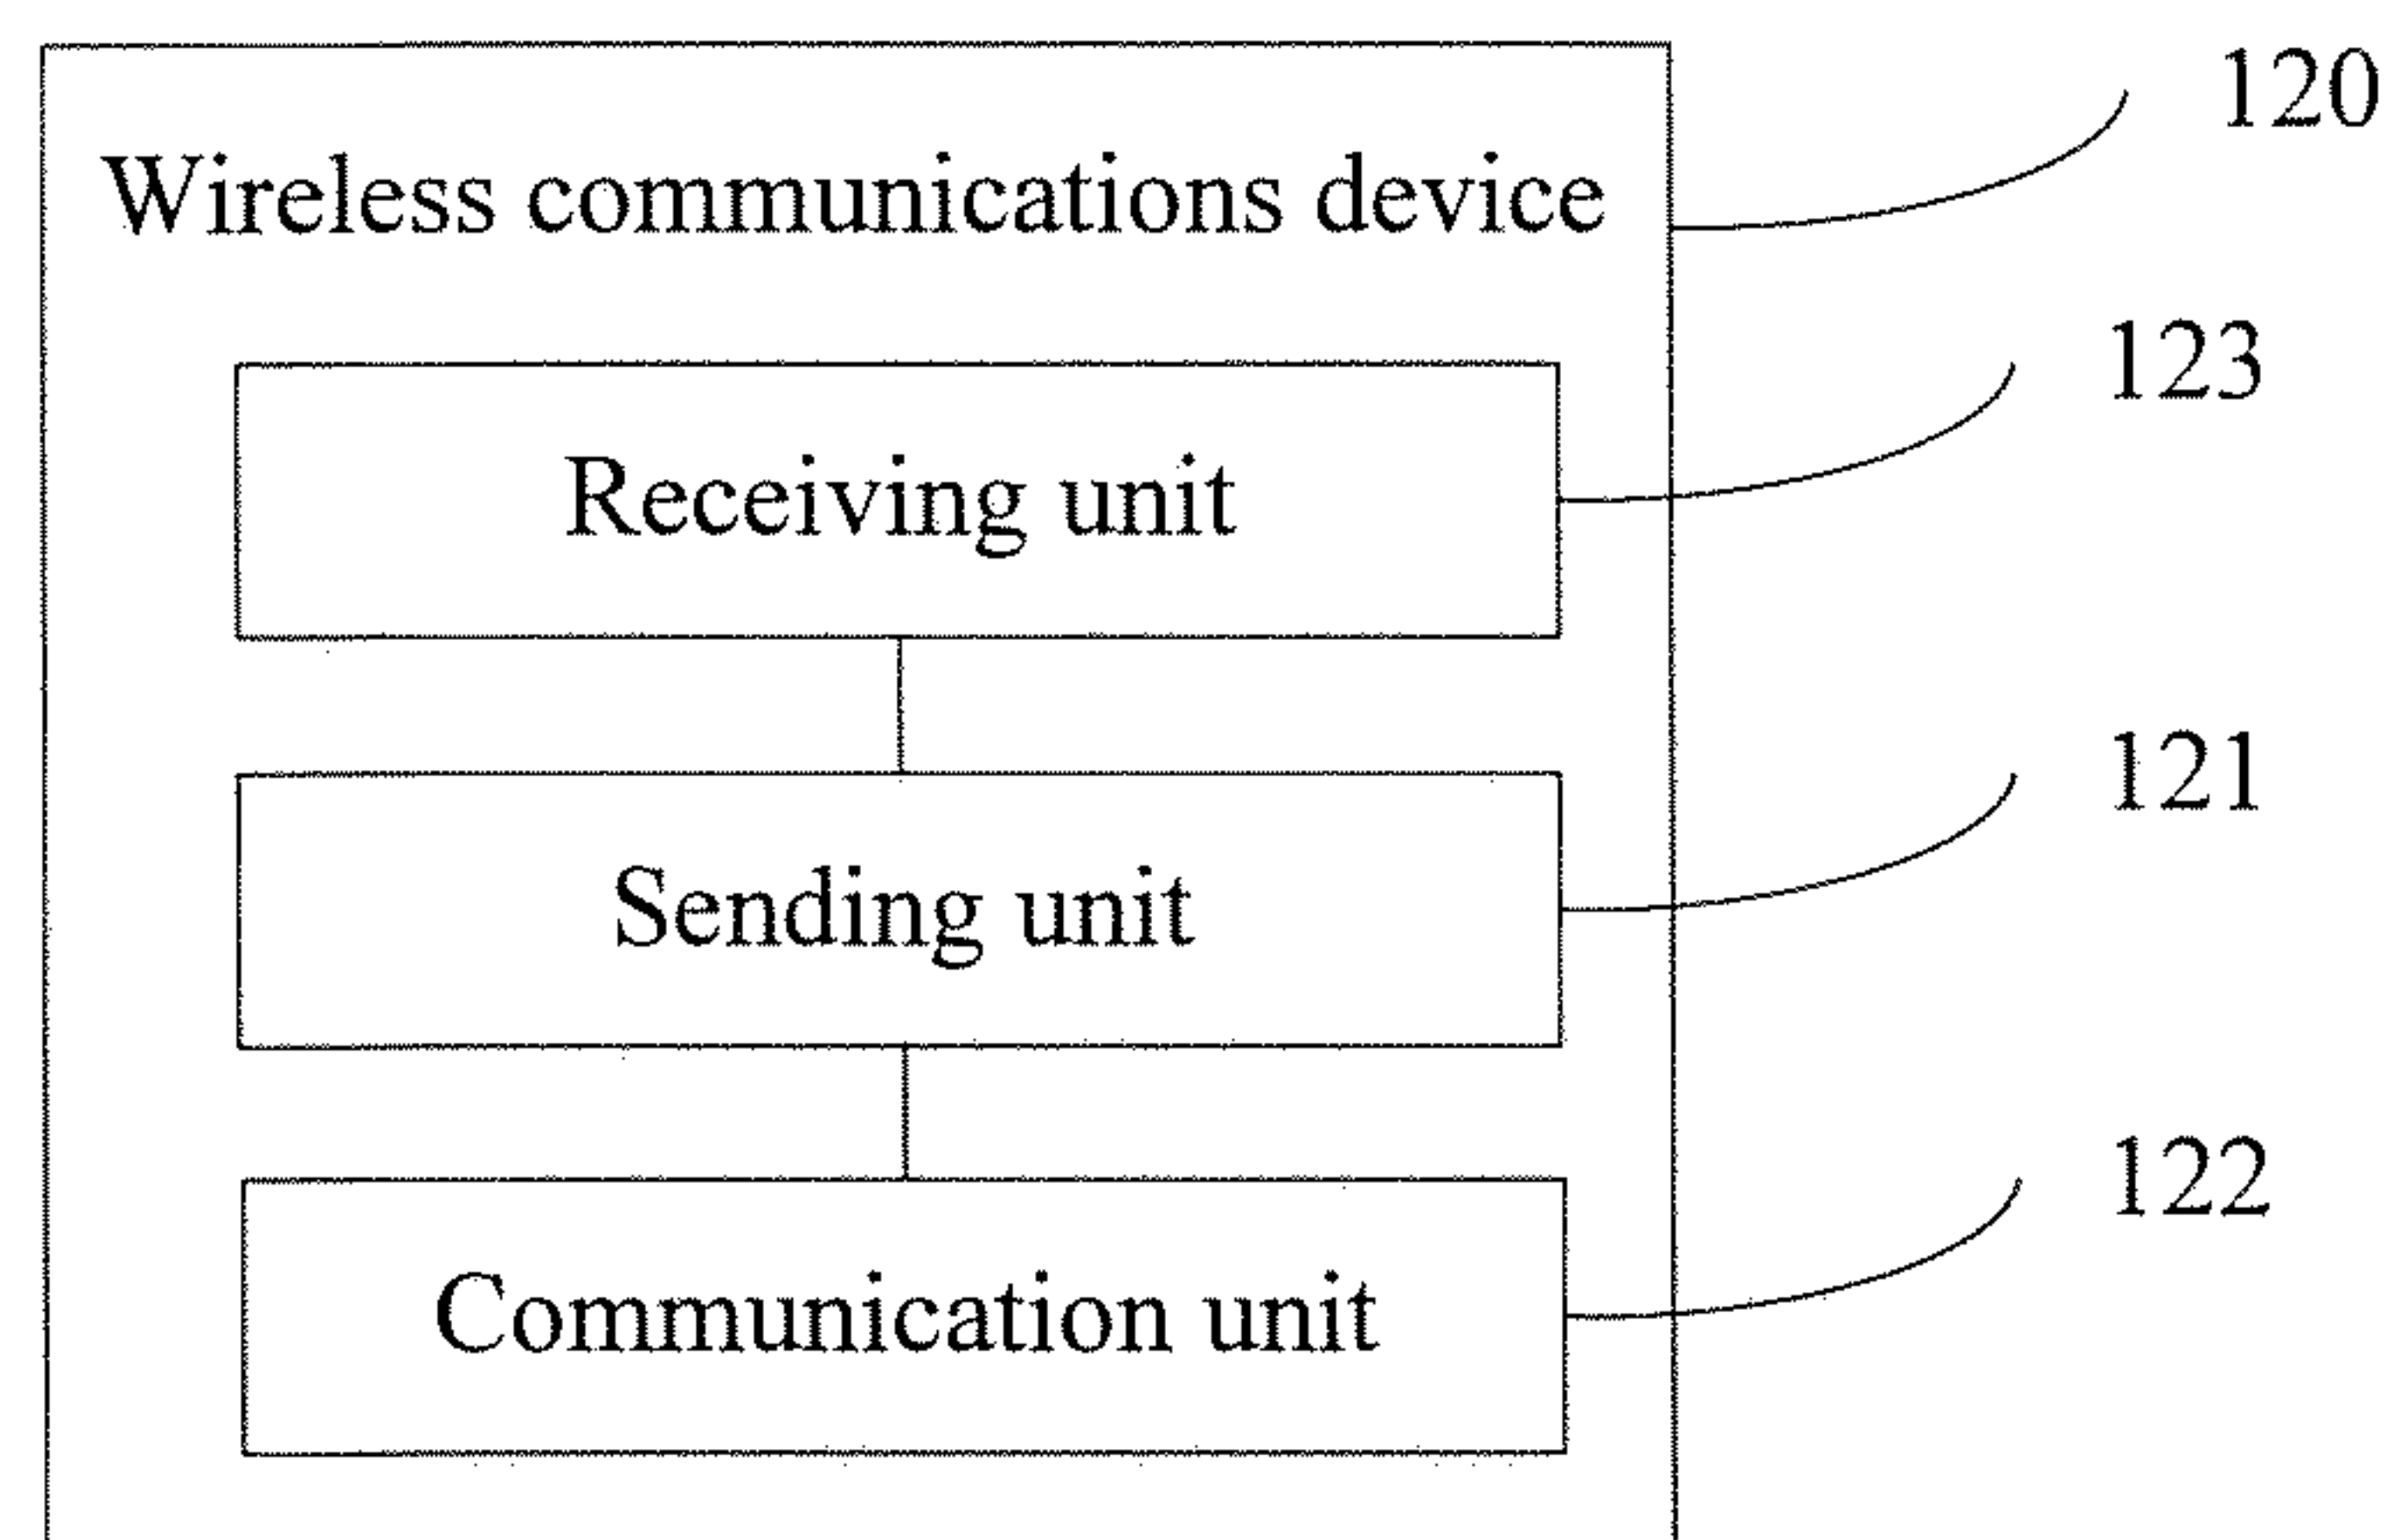 120
Wireless communications device
123
Receiving unit
121
Sending unit
122
Communication unit